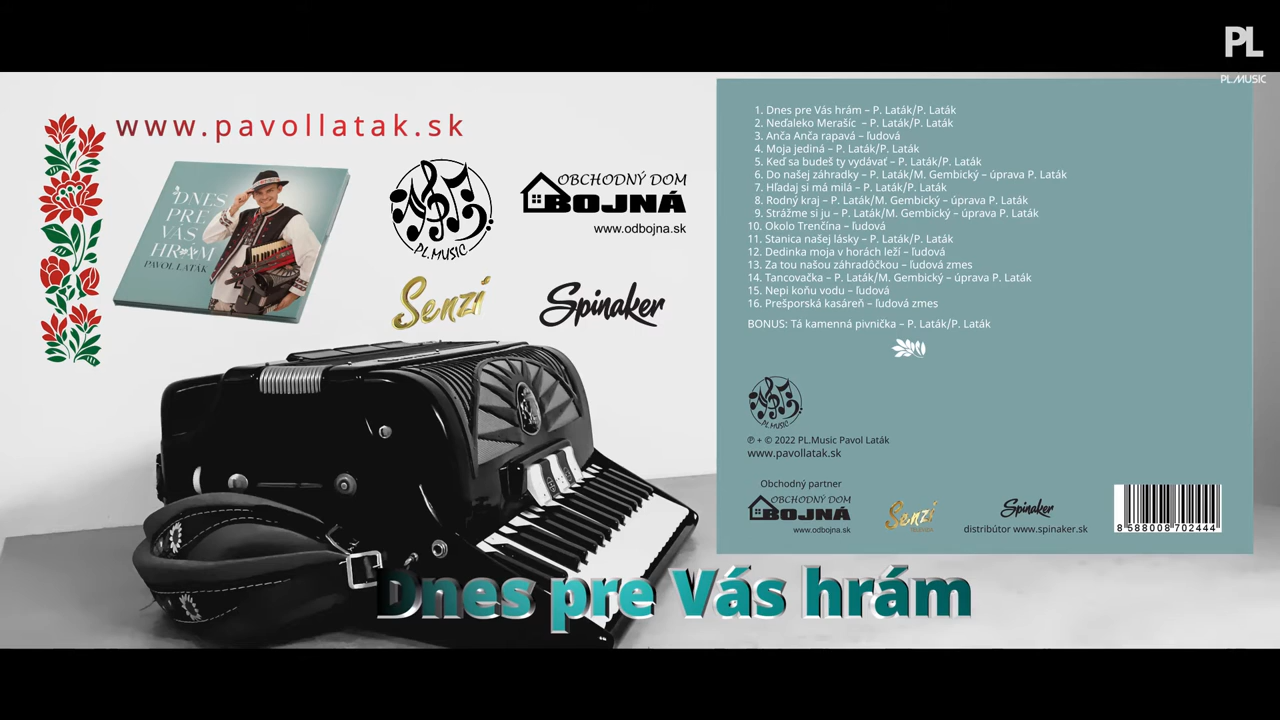 PL
PL.MUSIC
www.pavollatak.sk
DNES
PRE
VÁS
HRÁM
PAVOL LATÁK
PL.MUSIC
OBCHODNÝ DOM
BOJNÁ
www.odbojna.sk
Senzi
Spinaker
1. Dnes pre Vás hrám – P. Laták/P. Laták
2. Neďaleko Merašíc – P. Laták/P. Laták
3. Anča Anča rapavá – ľudová
4. Moja jediná – P. Laták/P. Laták
5. Keď sa budeš ty vydávať – P. Laták/P. Laták
6. Do našej záhradky – P. Laták/M. Gembický – úprava P. Laták
7. Hľadaj si má milá – P. Laták/P. Laták
8. Rodný kraj – P. Laták/M. Gembický – úprava P. Laták
9. Strážme si ju – P. Laták/M. Gembický – úprava P. Laták
10. Okolo Trenčína – ľudová
11. Stanica našej lásky – P. Laták/P. Laták
12. Dedinka moja v horách leží – ľudová
13. Za tou našou záhradôčkou – ľudová zmes
14. Tancovačka – P. Laták/M. Gembický – úprava P. Laták
15. Nepi koňu vodu – ľudová
16. Prešporská kasáreň – ľudová zmes
BONUS: Tá kamenná pivnička – P. Laták/P. Laták
PL.MUSIC
℗ + © 2022 PL.Music Pavol Laták
www.pavollatak.sk
Obchodný partner
OBCHODNÝ DOM
BOJNÁ
www.odbojna.sk
Senzi
Spinaker
distribútor www.spinaker.sk
8 588008 702444
Dnes pre Vás hrám